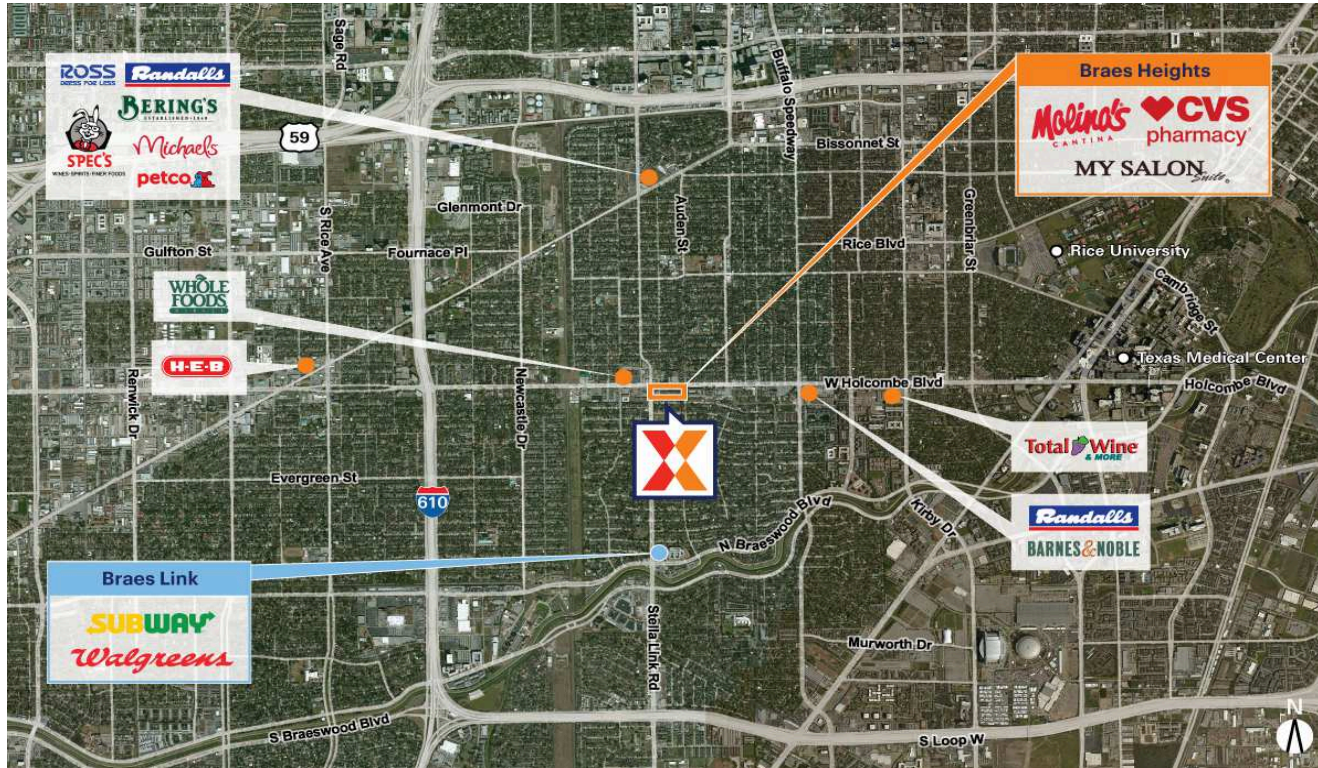 ROSS
DRESS FOR LESS
Randalls
BERING'S
ESTABLISHED · 1940
SPEC'S
WINES · SPIRITS · FINER FOODS
Michaels
petco
Sage Rd
59
Buffalo Speedway
Bissonnet St
Braes Heights
Molina's
CANTINA
CVS
pharmacy
MY SALON
Suite
Glenmont Dr
S Rice Ave
Gulfton St
Fournace Pl
Auden St
Rice Blvd
Greenbriar St
Rice University
Cambridge St
WHOLE
FOODS
MARKET
H-E-B
Renwick Dr
Newcastle Dr
W Holcombe Blvd
Texas Medical Center
Holcombe Blvd
Total Wine
& MORE
Evergreen St
610
Randalls
BARNES & NOBLE
N Braeswood Blvd
Kirby Dr
Braes Link
SUBWAY
Walgreens
Stella Link Rd
Murworth Dr
S Braeswood Blvd
S Loop W
N